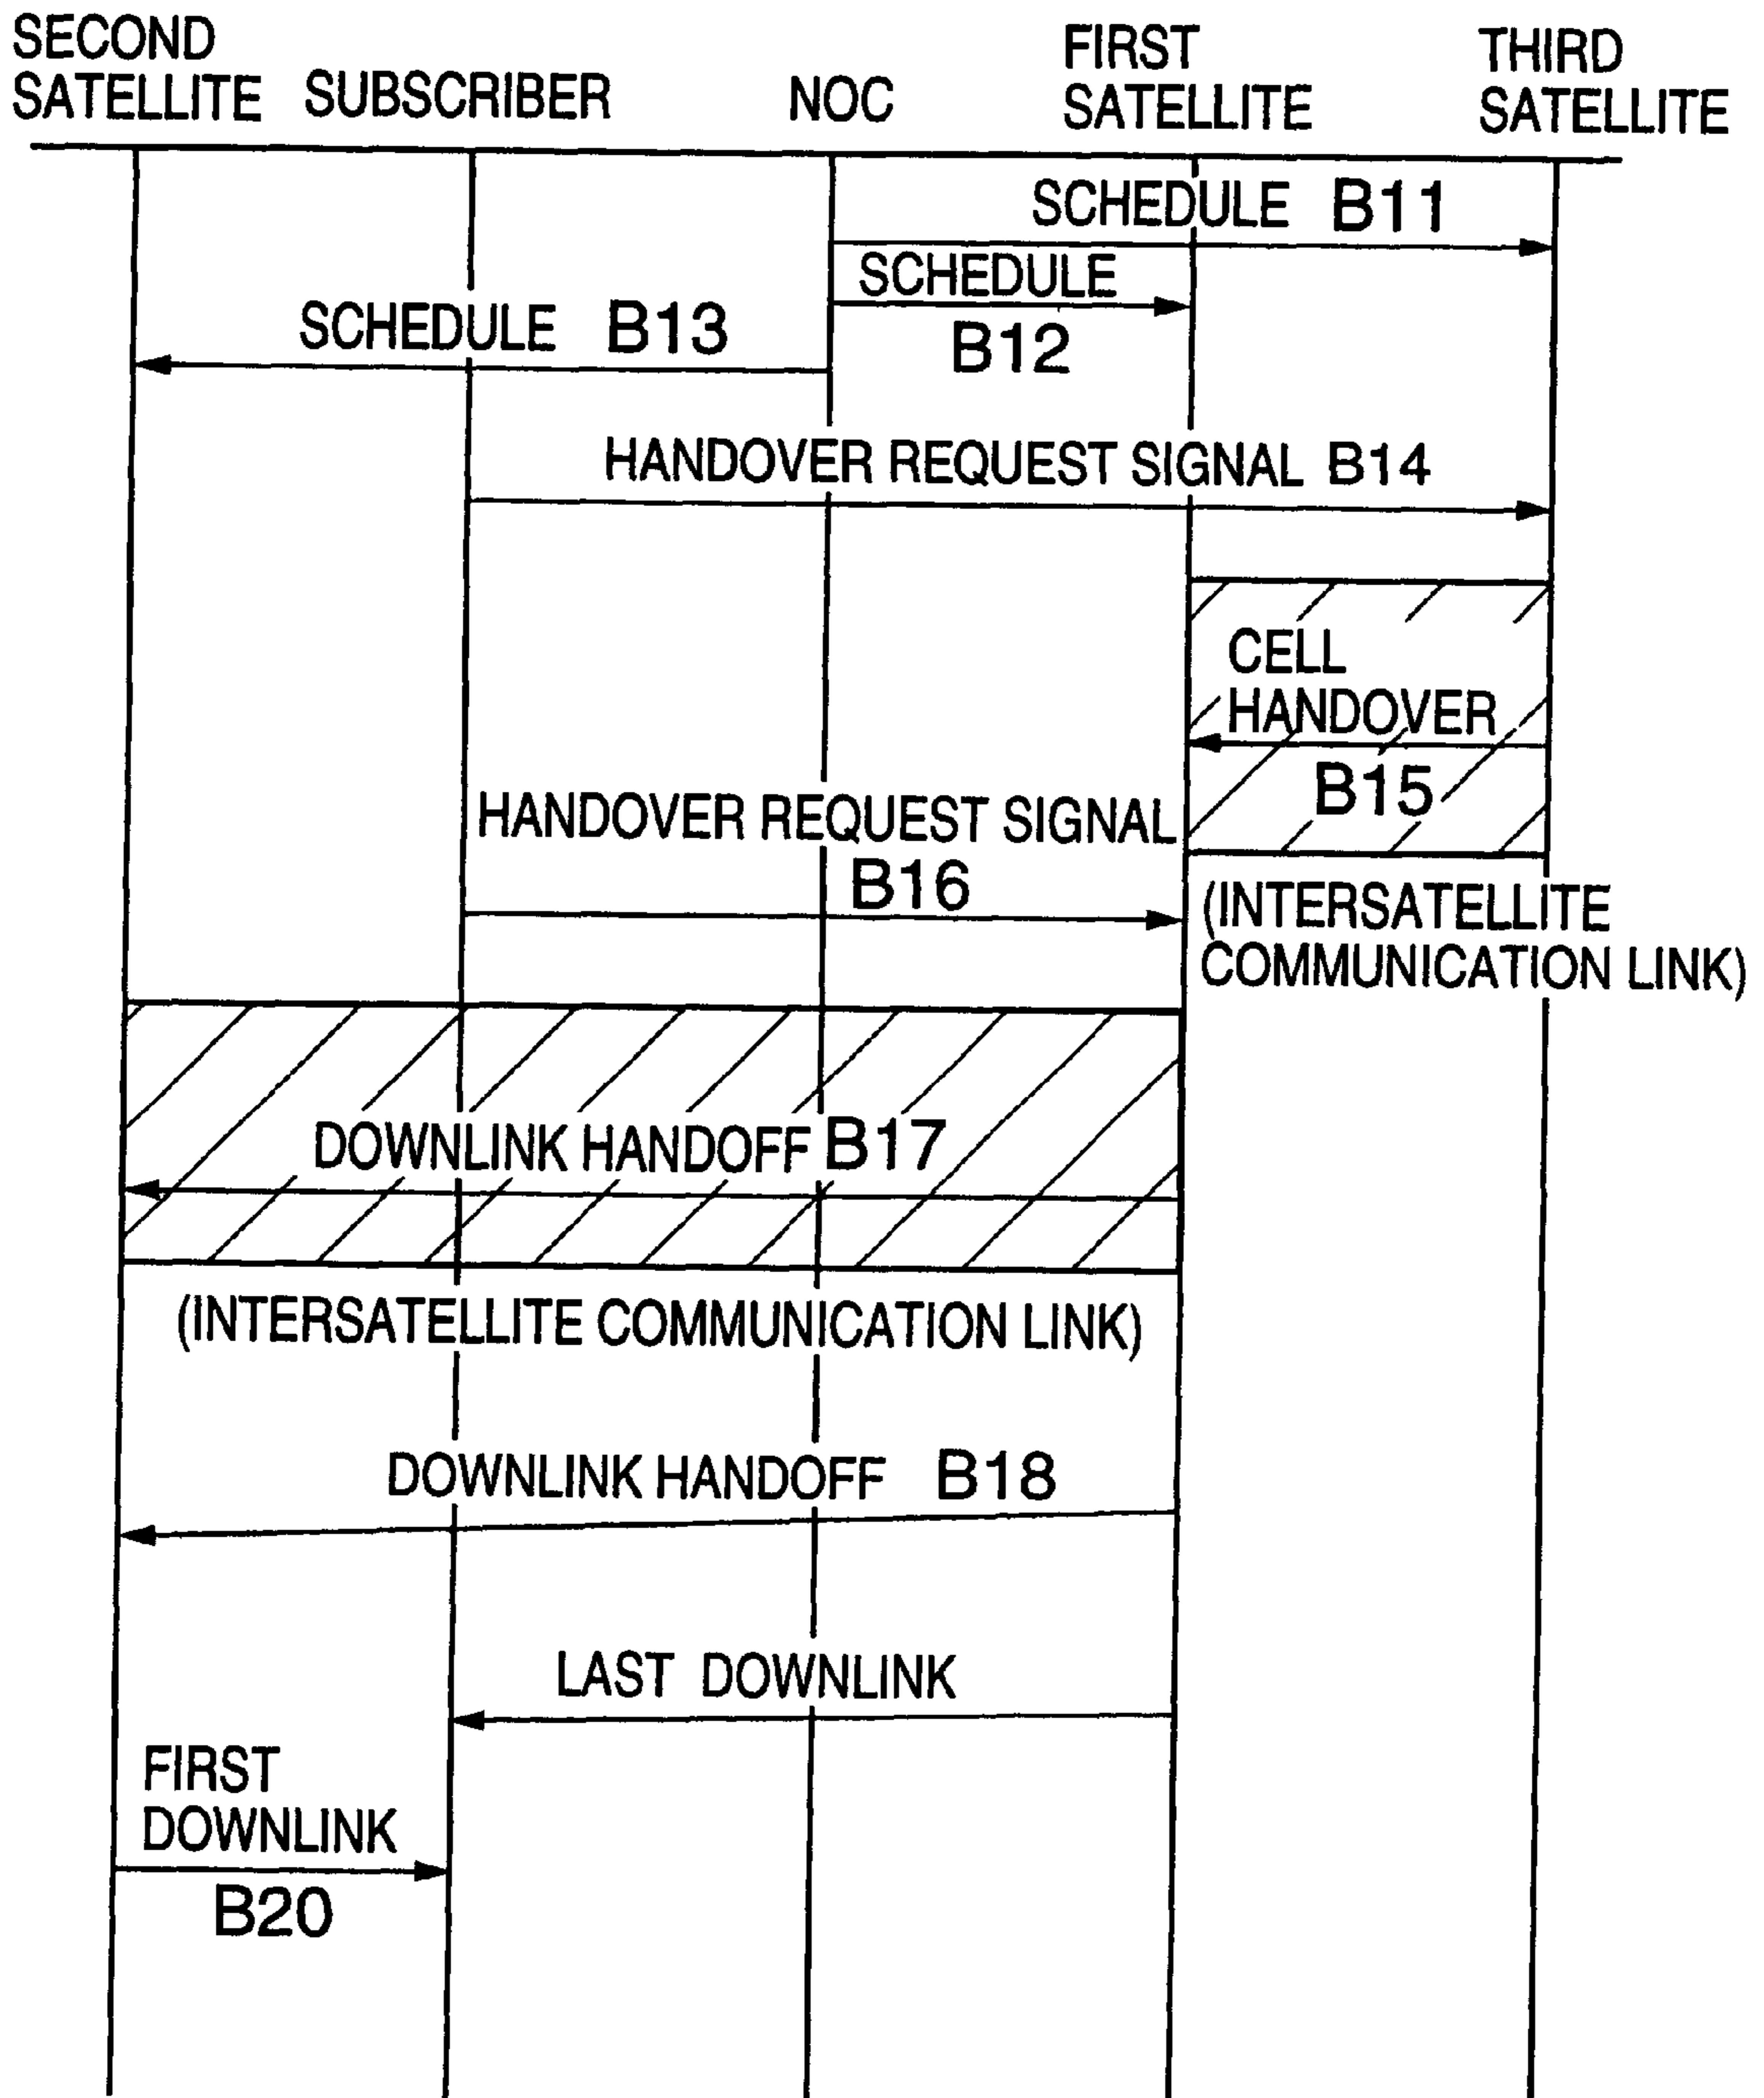 SECOND
SATELLITE
SUBSCRIBER
NOC
FIRST
SATELLITE
THIRD
SATELLITE
SCHEDULE B11
SCHEDULE
B12
SCHEDULE B13
HANDOVER REQUEST SIGNAL B14
CELL
HANDOVER
B15
HANDOVER REQUEST SIGNAL
B16
(INTERSATELLITE
COMMUNICATION LINK)
DOWNLINK HANDOFF B17
(INTERSATELLITE COMMUNICATION LINK)
DOWNLINK HANDOFF B18
LAST DOWNLINK
FIRST
DOWNLINK
B20